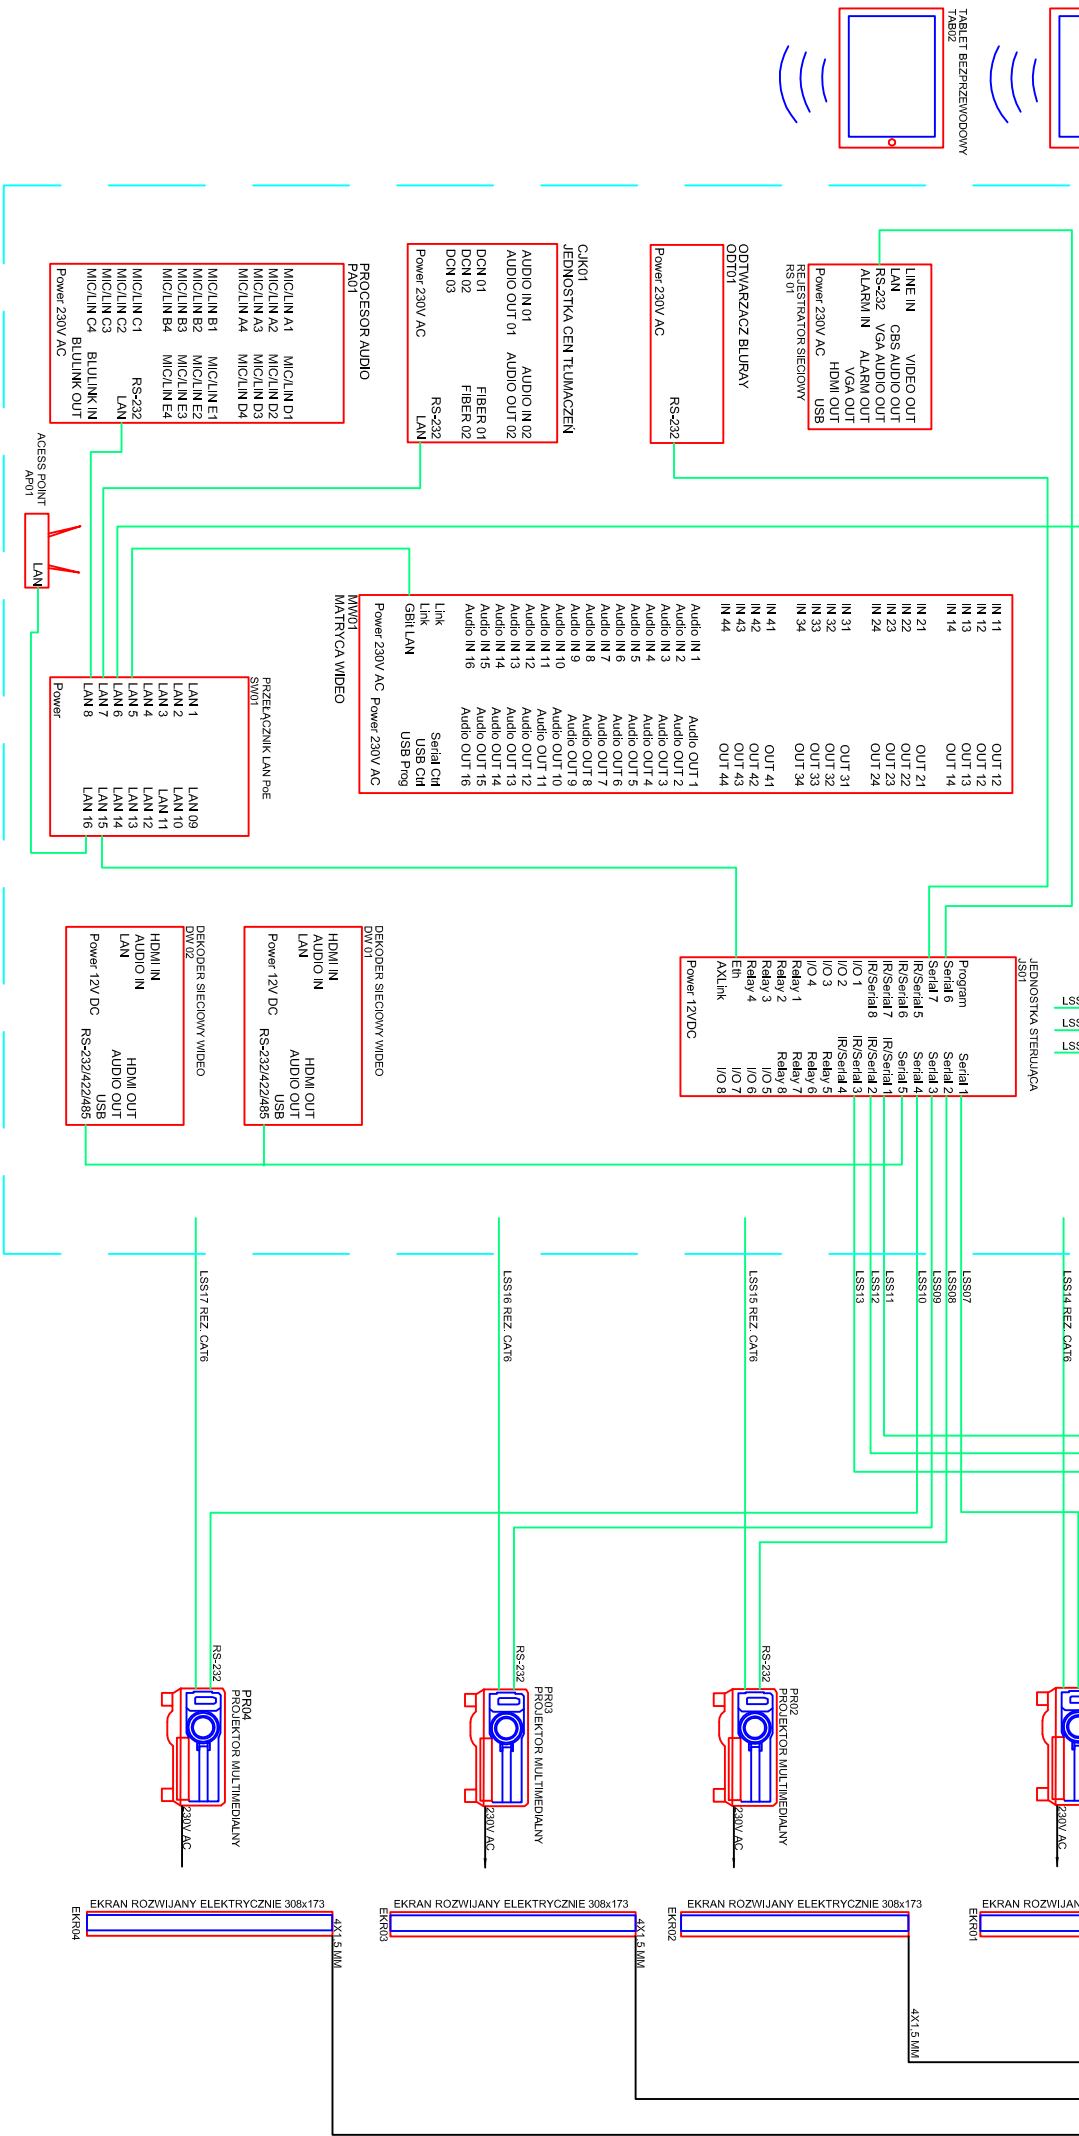 TABLET BEZPRZEWODOWY
TAB02
LINE IN VIDEO OUT
LAN CBS AUDIO OUT
RS-232 VGA AUDIO OUT
ALARM IN ALARM OUT
VGA OUT
HDMI OUT
Power 230V AC USB
REJESTRATOR SIECIOWY
RS 01
ODTWARZACZ BLURAY
ODT01
RS-232
Power 230V AC
CJK01
JEDNOSTKA CEN TŁUMACZEŃ
AUDIO IN 01 AUDIO IN 02
AUDIO OUT 01 AUDIO OUT 02
DCN 01 FIBER 01
DCN 02 FIBER 02
DCN 03
RS-232
Power 230V AC LAN
PROCESOR AUDIO
PA01
MIC/LIN A1 MIC/LIN D1
MIC/LIN A2 MIC/LIN D2
MIC/LIN A3 MIC/LIN D3
MIC/LIN A4 MIC/LIN D4
MIC/LIN B1 MIC/LIN E1
MIC/LIN B2 MIC/LIN E2
MIC/LIN B3 MIC/LIN E3
MIC/LIN B4 MIC/LIN E4
MIC/LIN C1 RS-232
MIC/LIN C2 LAN
MIC/LIN C3
MIC/LIN C4 BLULINK IN
BLULINK OUT
Power 230V AC
ACESS POINT
AP01
LAN
IN 11 OUT 12
IN 12 OUT 12
IN 13 OUT 13
IN 14 OUT 14
IN 21 OUT 21
IN 22 OUT 22
IN 23 OUT 23
IN 24 OUT 24
IN 31 OUT 31
IN 32 OUT 32
IN 33 OUT 33
IN 34 OUT 34
IN 41 OUT 41
IN 42 OUT 42
IN 43 OUT 43
IN 44 OUT 44
Audio IN 1 Audio OUT 1
Audio IN 2 Audio OUT 2
Audio IN 3 Audio OUT 3
Audio IN 4 Audio OUT 4
Audio IN 5 Audio OUT 5
Audio IN 6 Audio OUT 6
Audio IN 7 Audio OUT 7
Audio IN 8 Audio OUT 8
Audio IN 9 Audio OUT 9
Audio IN 10 Audio OUT 10
Audio IN 11 Audio OUT 11
Audio IN 12 Audio OUT 12
Audio IN 13 Audio OUT 13
Audio IN 14 Audio OUT 14
Audio IN 15 Audio OUT 15
Audio IN 16 Audio OUT 16
Link Serial Ctrl
Link USB Ctrl
GBit LAN USB Prog
Power 230V AC Power 230V AC
MW01
MATRYCA WIDEO
PRZEŁĄCZNIK LAN PoE
SW01
LAN 1 LAN 09
LAN 2 LAN 10
LAN 3 LAN 11
LAN 4 LAN 12
LAN 5 LAN 13
LAN 6 LAN 14
LAN 7 LAN 15
LAN 8 LAN 16
Power
JEDNOSTKA STERUJĄCA
JS01
Program Serial 1
Serial 6 Serial 2
Serial 7 Serial 3
IR/Serial 5 Serial 4
IR/Serial 6 Serial 5
IR/Serial 7 IR/Serial 1
IR/Serial 8 IR/Serial 2
I/O 1 IR/Serial 3
I/O 2 IR/Serial 4
I/O 3 Relay 5
I/O 4 Relay 6
Relay 1 Relay 7
Relay 2 Relay 8
Relay 3 I/O 5
Relay 4 I/O 6
Eth I/O 7
AXLink I/O 8
Power 12VDC
LSS
LSS
LSS
DEKODER SIECIOWY WIDEO
DW 01
HDMI IN HDMI OUT
AUDIO IN AUDIO OUT
LAN USB
Power 12V DC RS-232/422/485
DEKODER SIECIOWY WIDEO
DW 02
HDMI IN HDMI OUT
AUDIO IN AUDIO OUT
LAN USB
Power 12V DC RS-232/422/485
LSS14 REZ. CAT6
LSS07
LSS08
LSS09
LSS10
LSS11
LSS12
LSS13
LSS15 REZ. CAT6
LSS16 REZ. CAT6
LSS17 REZ. CAT6
RS-232
PR02
PROJEKTOR MULTIMEDIALNY
230V AC
RS-232
PR03
PROJEKTOR MULTIMEDIALNY
230V AC
RS-232
PR04
PROJEKTOR MULTIMEDIALNY
230V AC
230V AC
EKRAN ROZWIJANY ELEKTRYCZNIE 308x173
EKR04
4X1,5 MM
EKRAN ROZWIJANY ELEKTRYCZNIE 308x173
EKR03
4X1,5 MM
EKRAN ROZWIJANY ELEKTRYCZNIE 308x173
EKR02
4X1,5 MM
EKRAN ROZWIJAN
EKR01